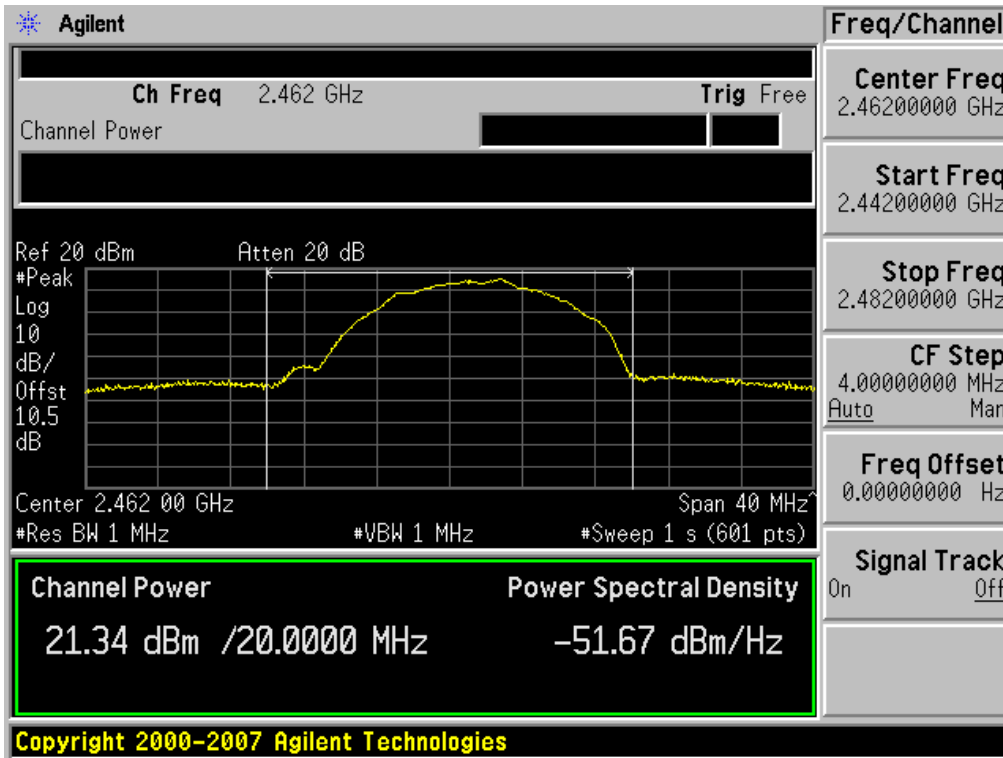 Agilent
Freq/Channel
Ch Freq 2.462 GHz Trig Free
Channel Power
Ref 20 dBm Atten 20 dB
#Peak
Log
10
dB/
Offst
10.5
dB
Center 2.462 00 GHz Span 40 MHz^
#Res BW 1 MHz #VBW 1 MHz #Sweep 1 s (601 pts)
Channel Power Power Spectral Density
21.34 dBm /20.0000 MHz -51.67 dBm/Hz
Copyright 2000-2007 Agilent Technologies
Center Freq
2.46200000 GHz
Start Freq
2.44200000 GHz
Stop Freq
2.48200000 GHz
CF Step
4.00000000 MHz
Auto Man
Freq Offset
0.00000000 Hz
Signal Track
On Off